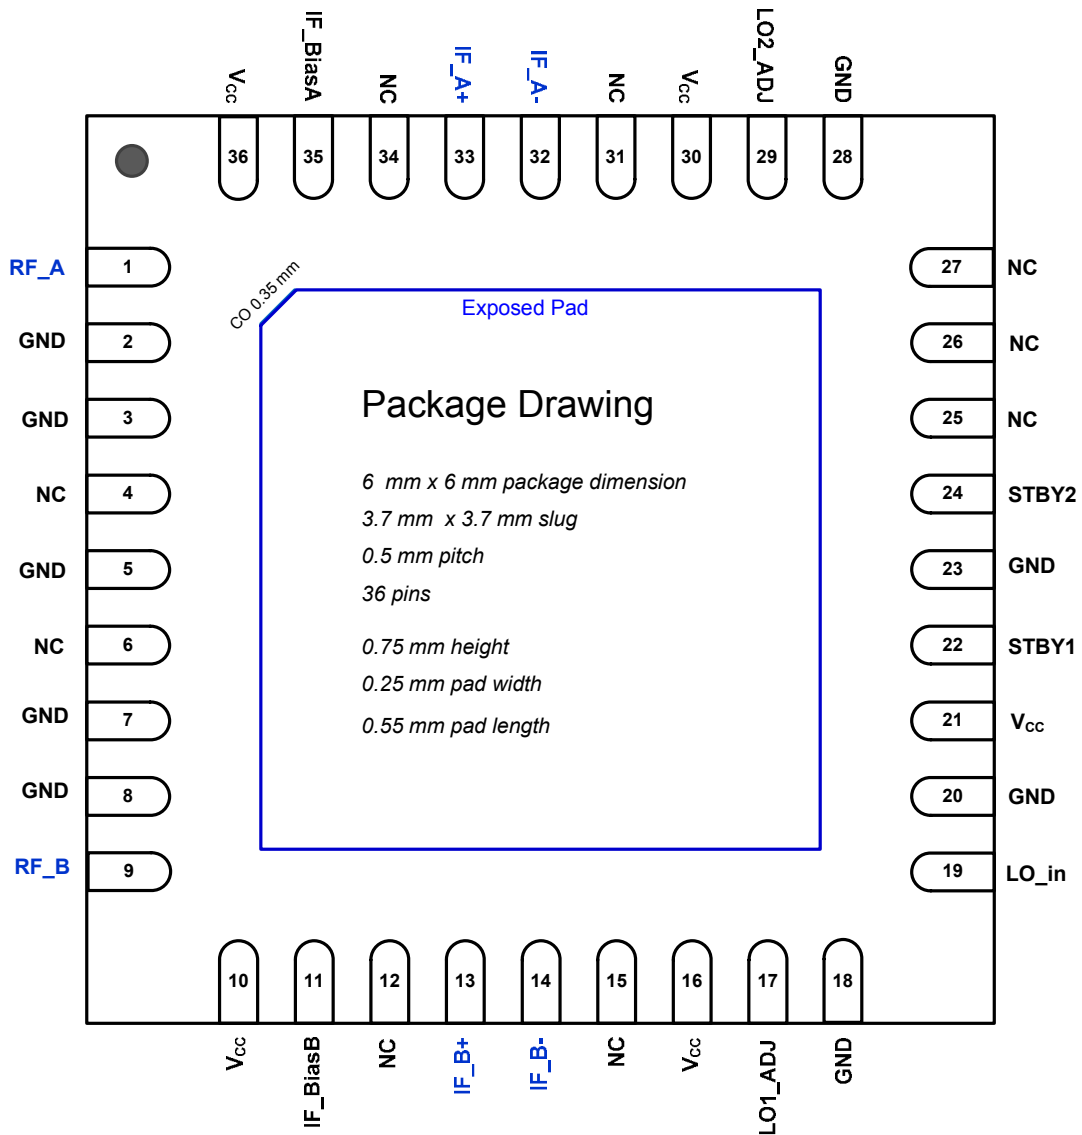 V_CC
IF_BiasA
NC
IF_A+
IF_A-
NC
V_CC
LO2_ADJ
GND
36
35
34
33
32
31
30
29
28
RF_A 1
GND 2
GND 3
NC 4
GND 5
NC 6
GND 7
GND 8
RF_B 9
CO 0.35 mm
Exposed Pad
Package Drawing
6 mm x 6 mm package dimension
3.7 mm x 3.7 mm slug
0.5 mm pitch
36 pins
0.75 mm height
0.25 mm pad width
0.55 mm pad length
27 NC
26 NC
25 NC
24 STBY2
23 GND
22 STBY1
21 V_CC
20 GND
19 LO_in
10
11
12
13
14
15
16
17
18
V_CC
IF_BiasB
NC
IF_B+
IF_B-
NC
V_CC
LO1_ADJ
GND